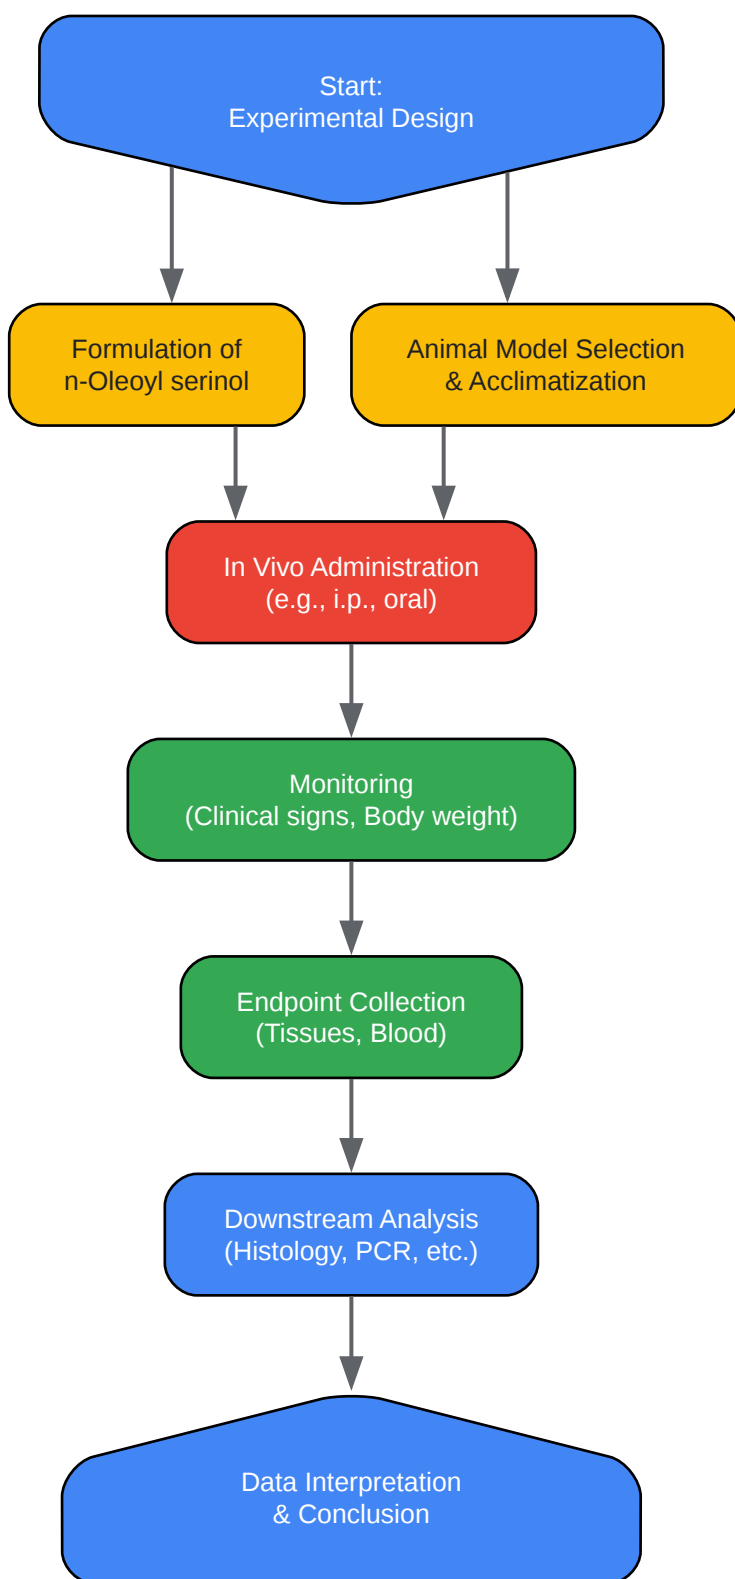 Start:
Experimental Design
Formulation of
n-Oleoyl serinol
Animal Model Selection
& Acclimatization
In Vivo Administration
(e.g., i.p., oral)
Monitoring
(Clinical signs, Body weight)
Endpoint Collection
(Tissues, Blood)
Downstream Analysis
(Histology, PCR, etc.)
Data Interpretation
& Conclusion